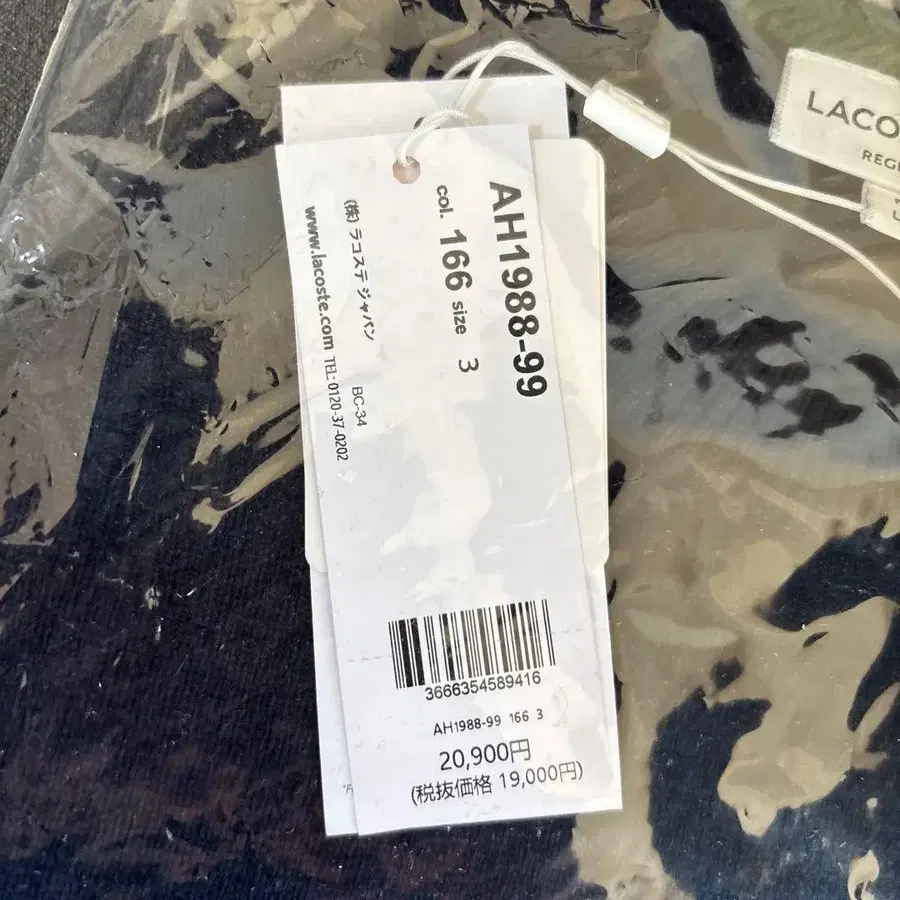 AH1988-99
col. 166 size 3
(株) ラコステ ジャパン BC-34
www.lacoste.com TEL: 0120-37-0202
3666354589416
AH1988-99 166 3
20,900円
(税抜価格 19,000円)
LACO
REG